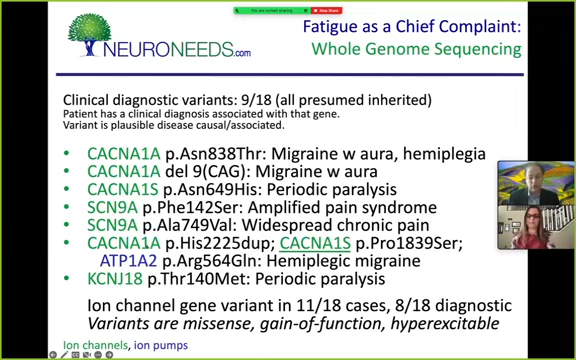 You are screen sharing Stop Share
NEURONEEDS.com
Fatigue as a Chief Complaint:
Whole Genome Sequencing
Clinical diagnostic variants: 9/18 (all presumed inherited)
Patient has a clinical diagnosis associated with that gene.
Variant is plausible disease causal/associated.
• CACNA1A p.Asn838Thr: Migraine w aura, hemiplegia
• CACNA1A del 9(CAG): Migraine w aura
• CACNA1S p.Asn649His: Periodic paralysis
• SCN9A p.Phe142Ser: Amplified pain syndrome
• SCN9A p.Ala749Val: Widespread chronic pain
• CACNA1A p.His2225dup; CACNA1S p.Pro1839Ser;
ATP1A2 p.Arg564Gln: Hemiplegic migraine
• KCNJ18 p.Thr140Met: Periodic paralysis
Ion channel gene variant in 11/18 cases, 8/18 diagnostic
Variants are missense, gain-of-function, hyperexcitable
Ion channels, ion pumps